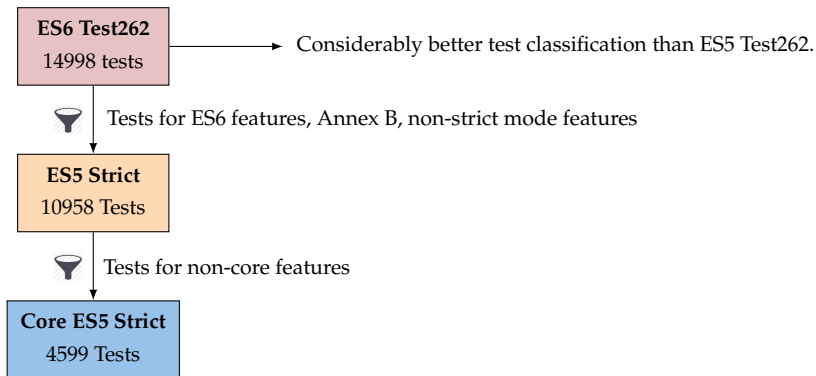 ES6 Test262
14998 tests
Considerably better test classification than ES5 Test262.
Tests for ES6 features, Annex B, non-strict mode features
ES5 Strict
10958 Tests
Tests for non-core features
Core ES5 Strict
4599 Tests